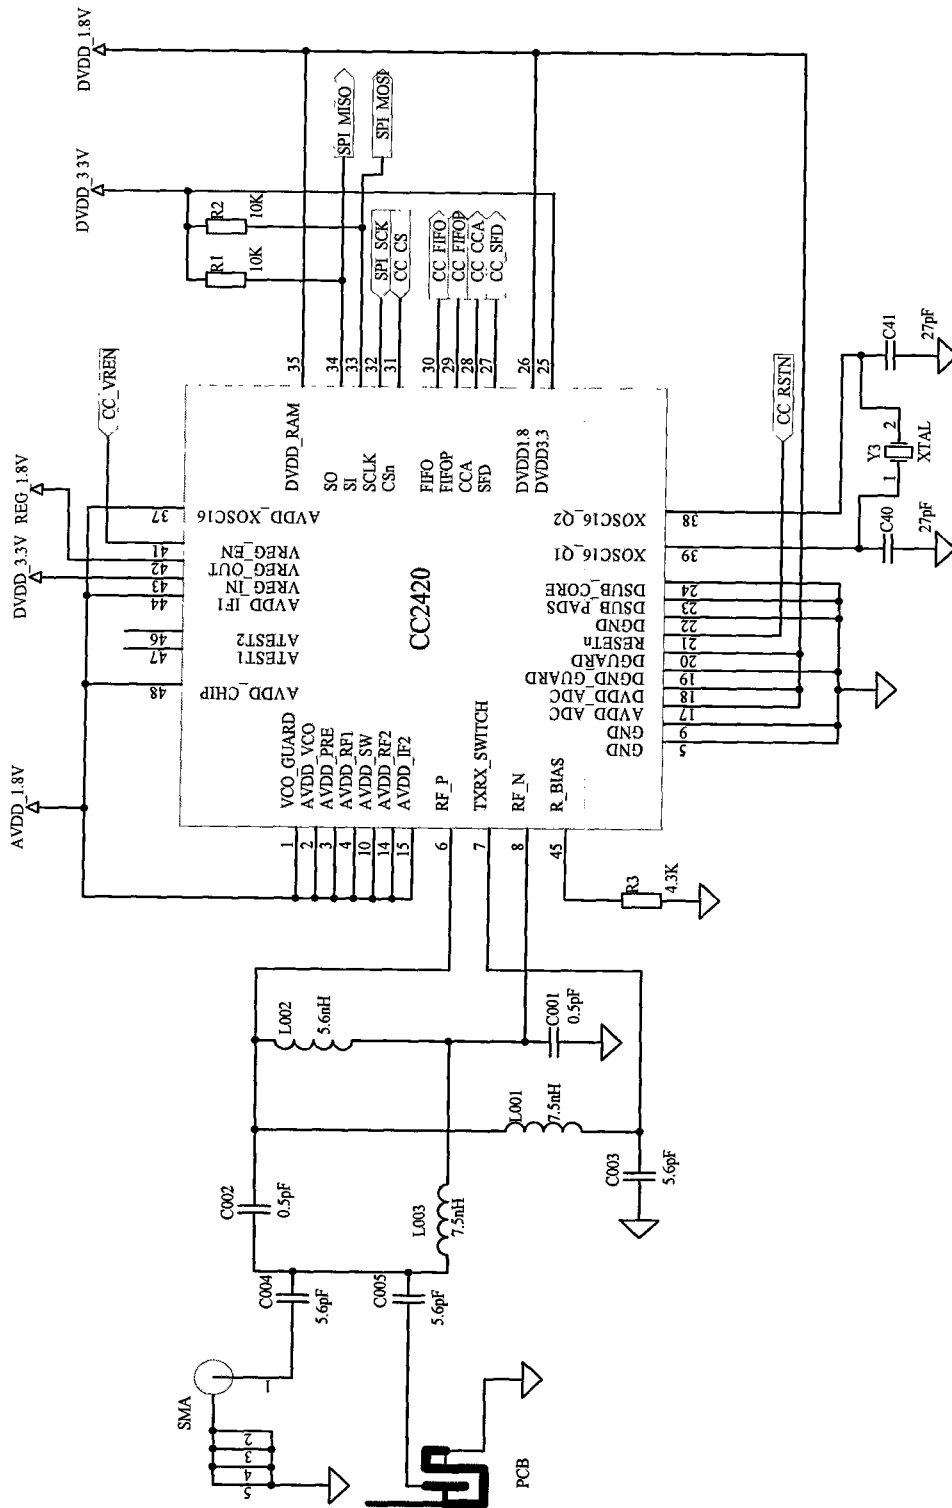 DVDD_1.8V
DVDD_3 3V
R2
10K
R1
10K
SPI_MISO
SPI_MOSI
SPI_SCK
CC_CS
CC_FIFO
CC_FIFOP
CC_CCA
CC_SFD
CC_VREN
REG_1.8V
DVDD_3.3V
AVDD_1.8V
35
34
33
32
31
30
29
28
27
26
25
DVDD_RAM
SO
SI
SCLK
CSn
FIFO
FIFOP
CCA
SFD
DVDD1.8
DVDD3.3
37
AVDD_XOSC16
41
VREG_EN
42
VREG_OUT
43
VREG_IN
44
AVDD_IF1
46
ATEST2
47
ATEST1
48
AVDD_CHIP
CC2420
XOSC16_Q2
38
XOSC16_Q1
39
DSUB_CORE
24
DSUB_PADS
23
DGND
22
RESETn
21
DGUARD
20
DGND_GUARD
19
DVDD_ADC
18
AVDD_ADC
17
GND
9
GND
5
CC_RSTN
C41
27pF
Y3
XTAL
1
2
C40
27pF
VCO_GUARD
AVDD_VCO
AVDD_PRE
AVDD_RF1
AVDD_SW
AVDD_RF2
AVDD_IF2
RF_P
TXRX_SWITCH
RF_N
R_BIAS
1
2
3
4
10
14
15
6
7
8
45
R3
4.3K
L002
5.6nH
C001
0.5pF
L001
7.5nH
C002
0.5pF
L003
7.5nH
C003
5.6pF
C004
5.6pF
C005
5.6pF
SMA
1
2
3
4
5
PCB